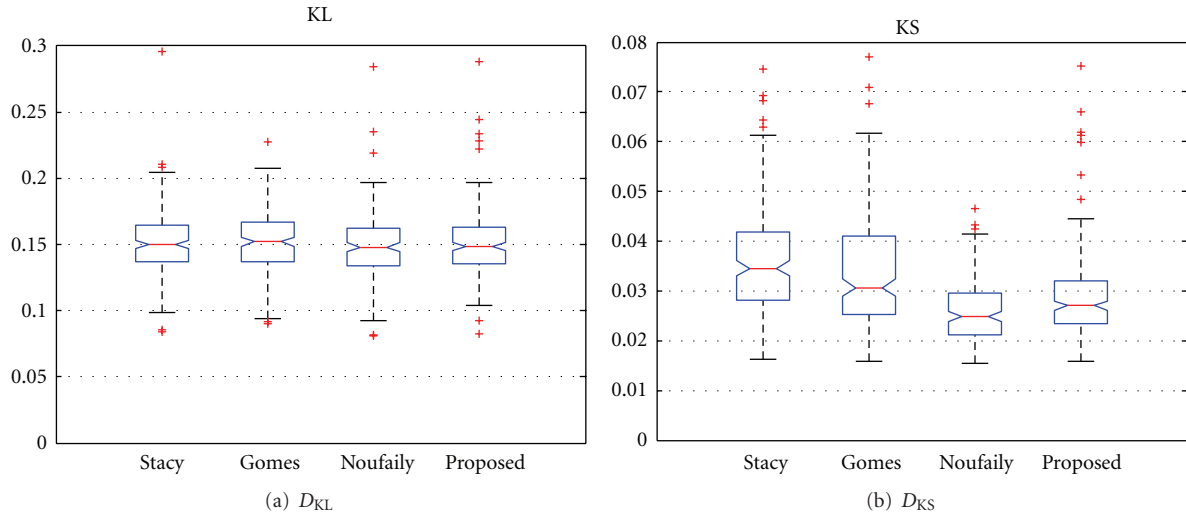 KL
0.3
0.25
0.2
0.15
0.1
0.05
0
Stacy Gomes Noufaily Proposed
(a) D_KL
KS
0.08
0.07
0.06
0.05
0.04
0.03
0.02
0.01
0
Stacy Gomes Noufaily Proposed
(b) D_KS